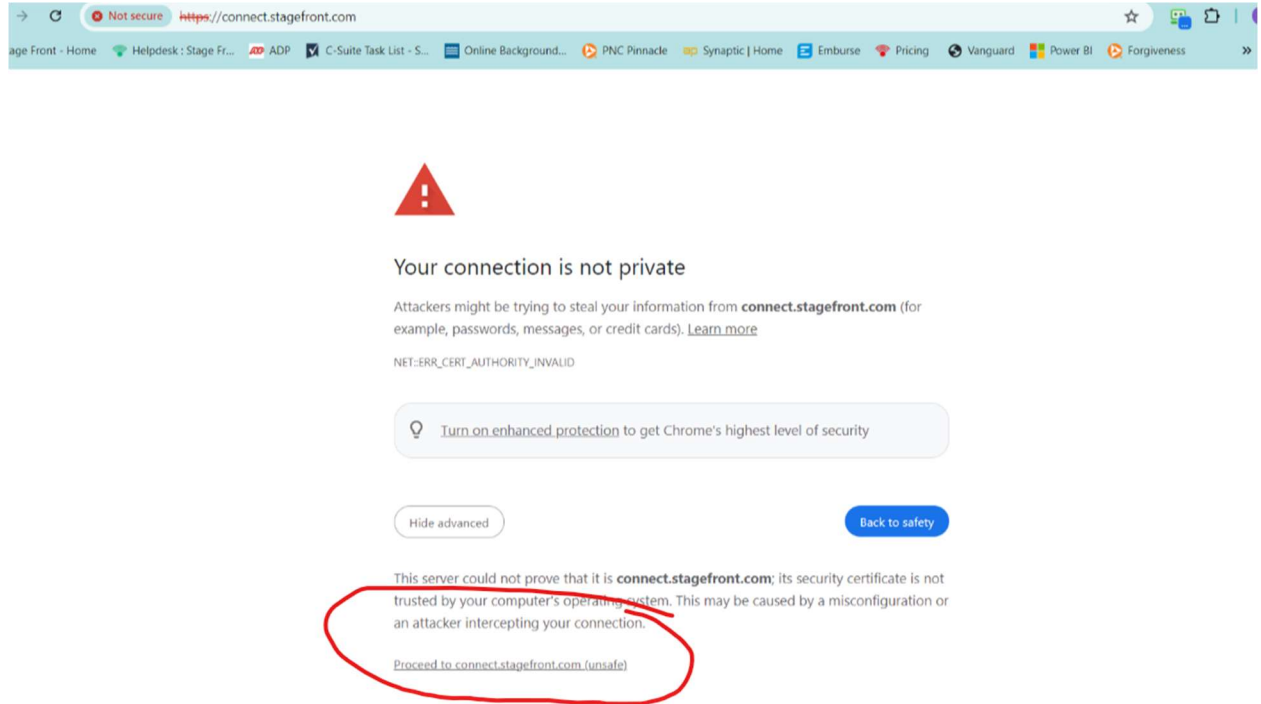 Not secure https://connect.stagefront.com
age Front - Home Helpdesk : Stage Fr... ADP C-Suite Task List - S... Online Background... PNC Pinnacle Synaptic | Home Emburse Pricing Vanguard Power BI Forgiveness »
Your connection is not private
Attackers might be trying to steal your information from connect.stagefront.com (for
example, passwords, messages, or credit cards). Learn more
NET::ERR_CERT_AUTHORITY_INVALID
Turn on enhanced protection to get Chrome's highest level of security
Hide advanced Back to safety
This server could not prove that it is connect.stagefront.com; its security certificate is not
trusted by your computer's operating system. This may be caused by a misconfiguration or
an attacker intercepting your connection.
Proceed to connect.stagefront.com (unsafe)